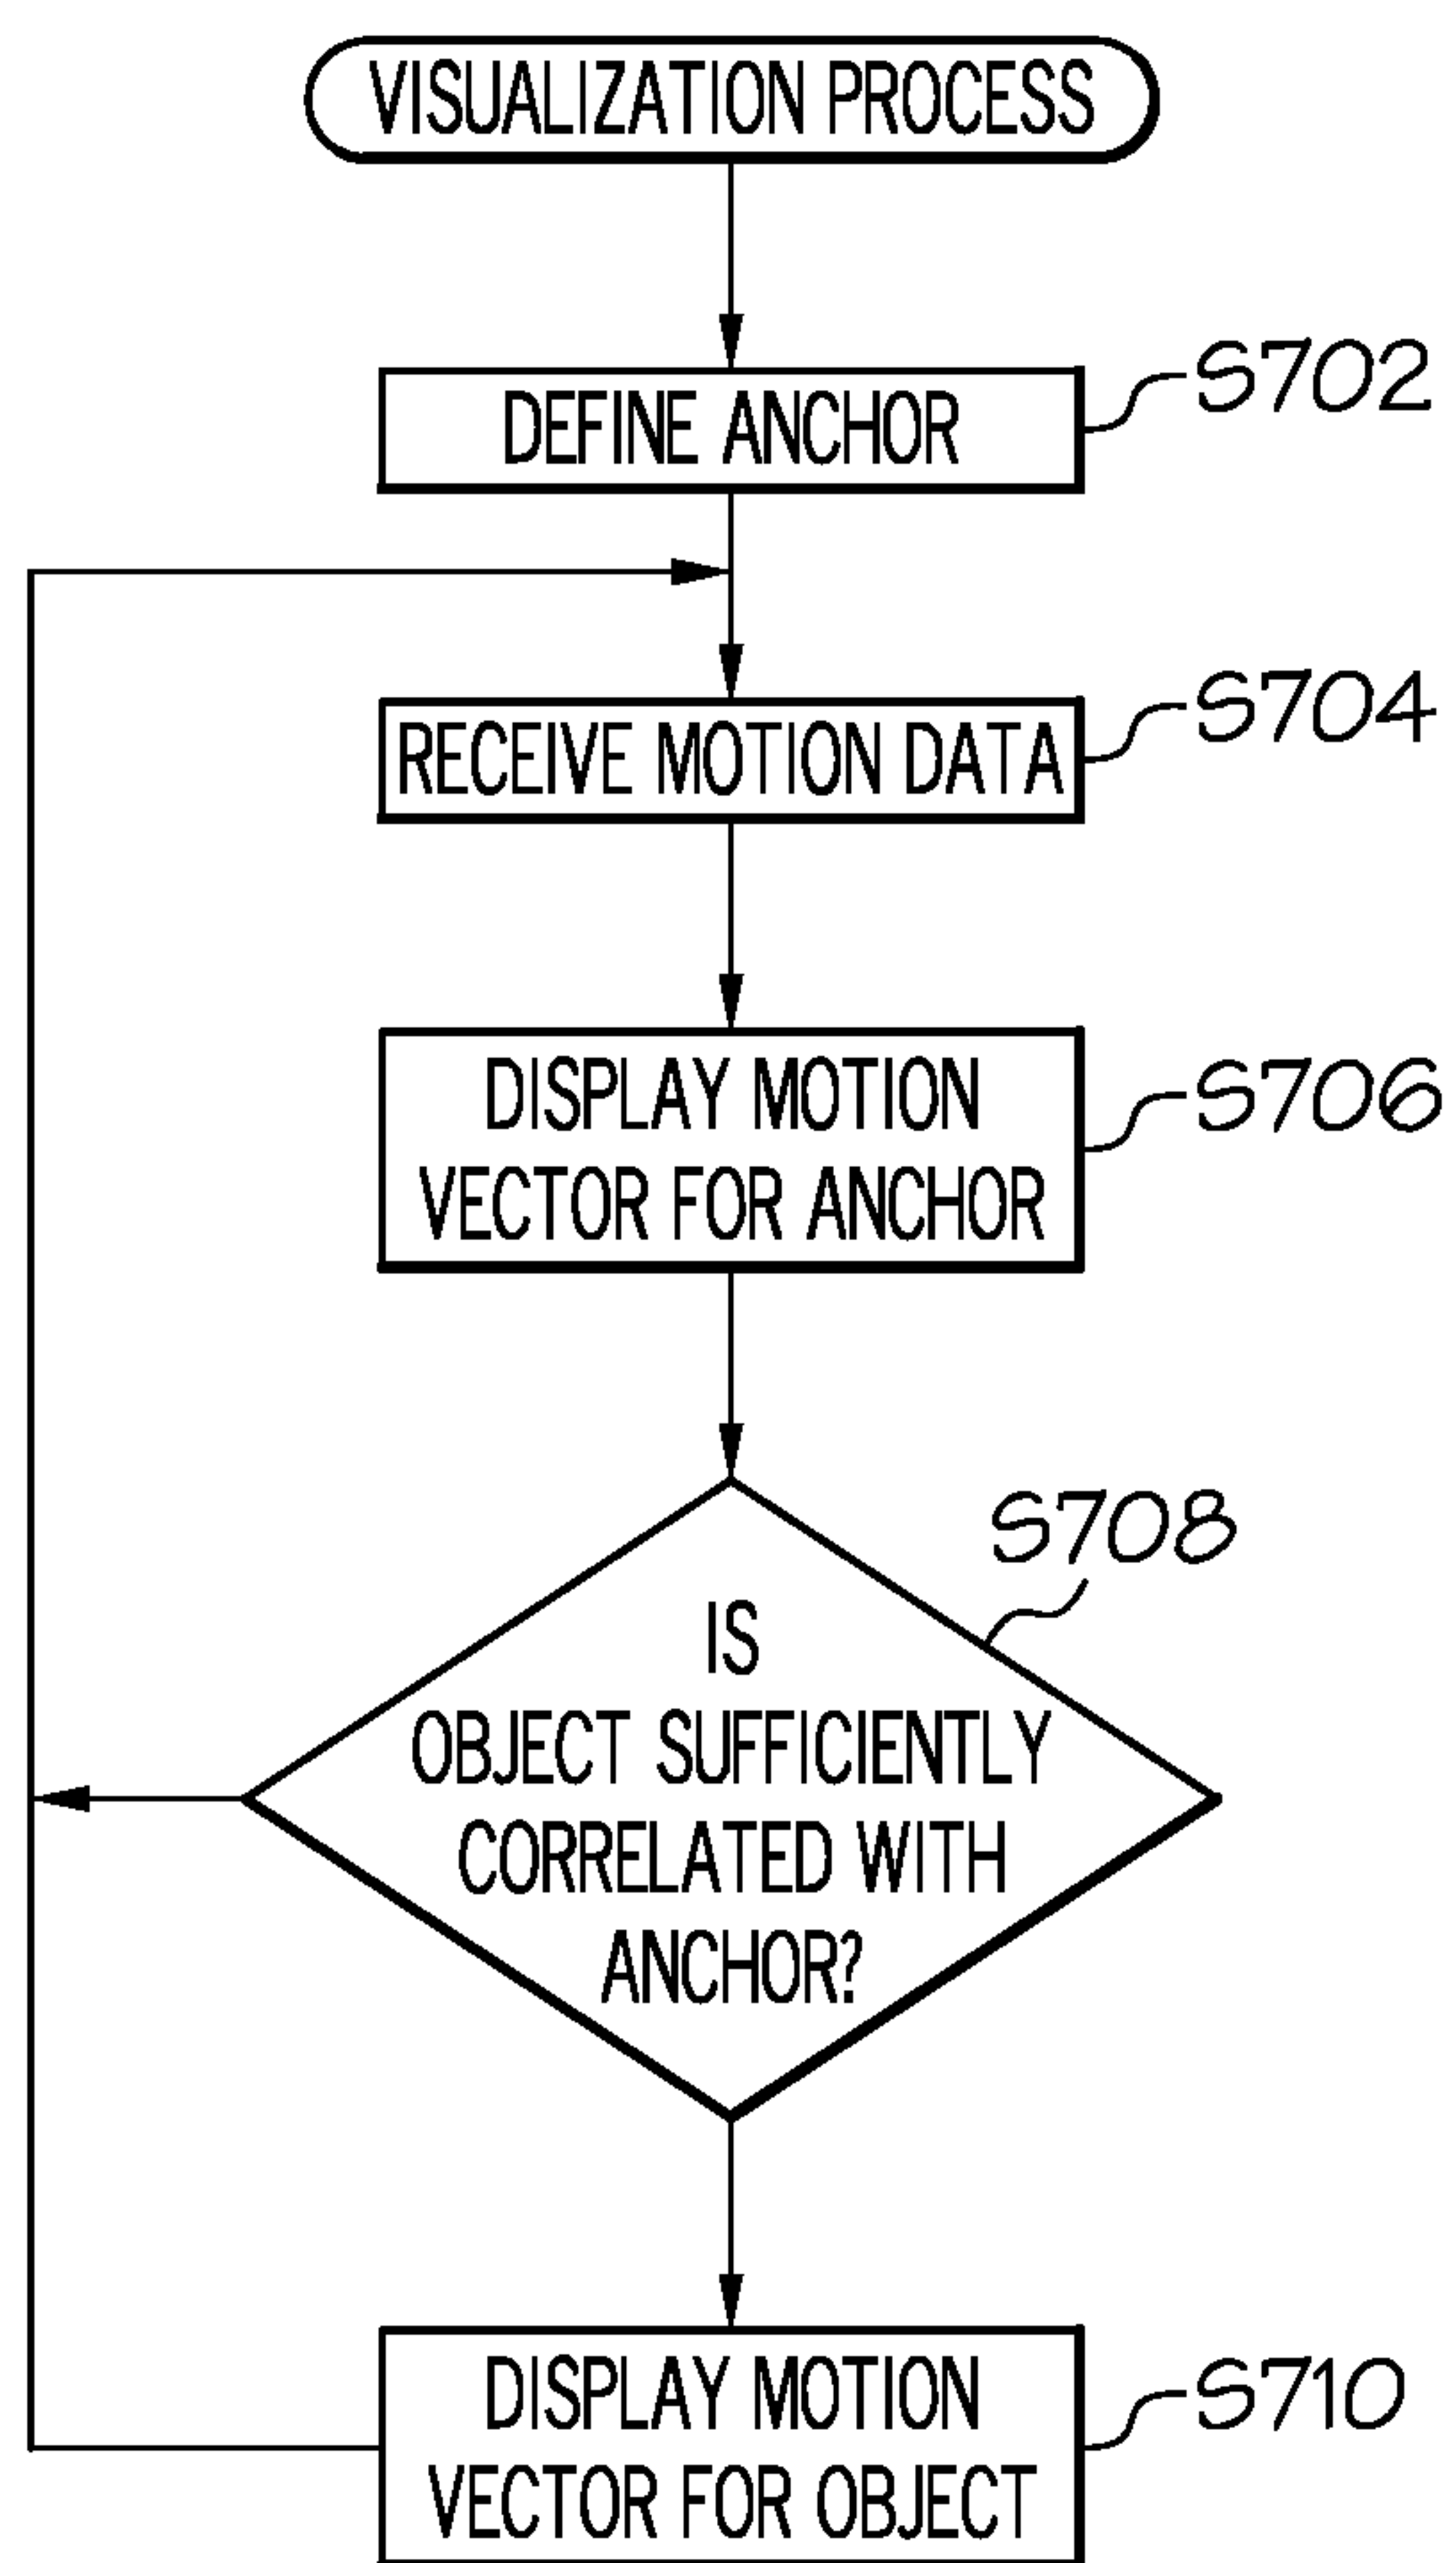 VISUALIZATION PROCESS
DEFINE ANCHOR
S702
RECEIVE MOTION DATA
S704
DISPLAY MOTION
VECTOR FOR ANCHOR
S706
S708
IS
OBJECT SUFFICIENTLY
CORRELATED WITH
ANCHOR?
DISPLAY MOTION
VECTOR FOR OBJECT
S710